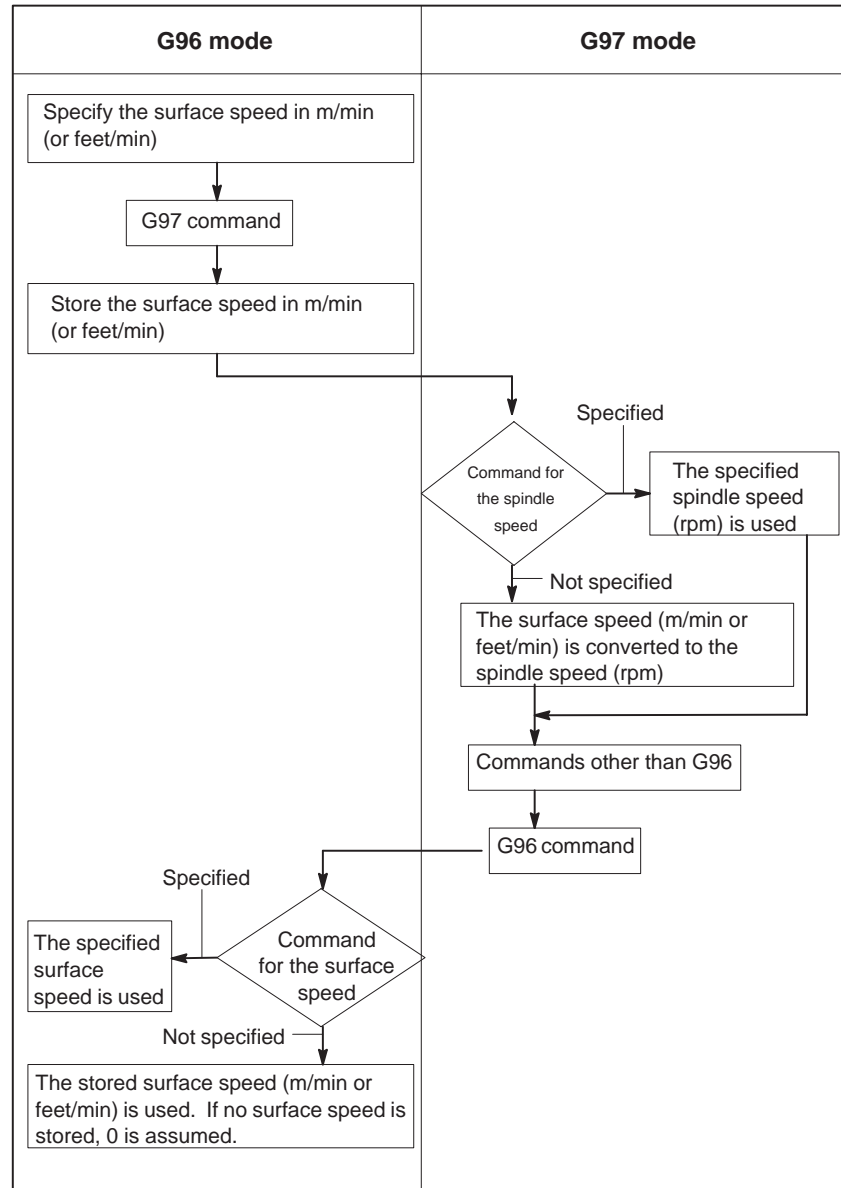 G96 mode
G97 mode
Specify the surface speed in m/min
(or feet/min)
G97 command
Store the surface speed in m/min
(or feet/min)
Command for
the spindle
speed
Specified
The specified
spindle speed
(rpm) is used
Not specified
The surface speed (m/min or
feet/min) is converted to the
spindle speed (rpm)
Commands other than G96
G96 command
Command
for the surface
speed
Specified
The specified
surface
speed is used
Not specified
The stored surface speed (m/min or
feet/min) is used. If no surface speed is
stored, 0 is assumed.